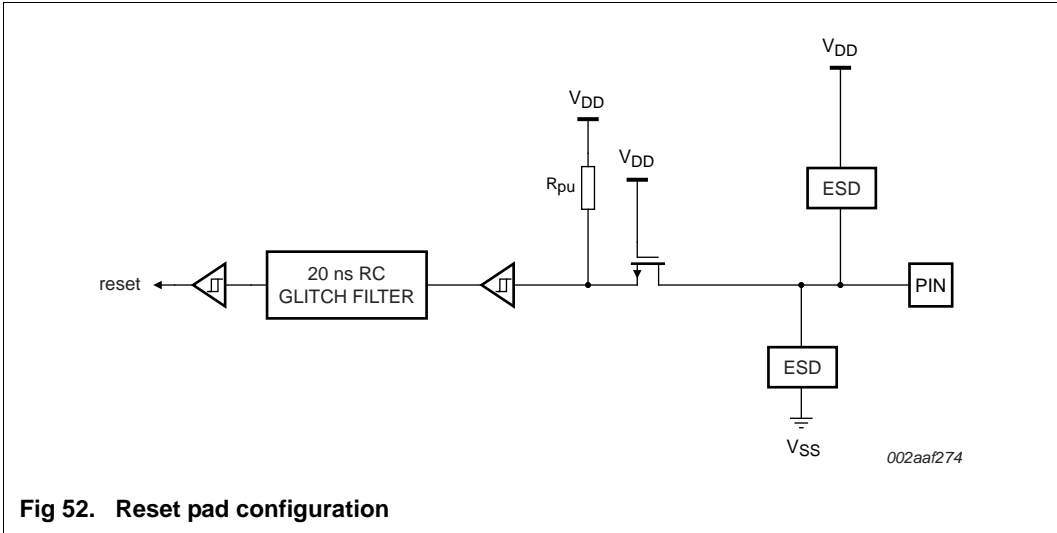 VDD
VDD
VDD
Rpu
ESD
reset
20 ns RC
GLITCH FILTER
PIN
ESD
VSS
002aaf274
Fig 52. Reset pad configuration